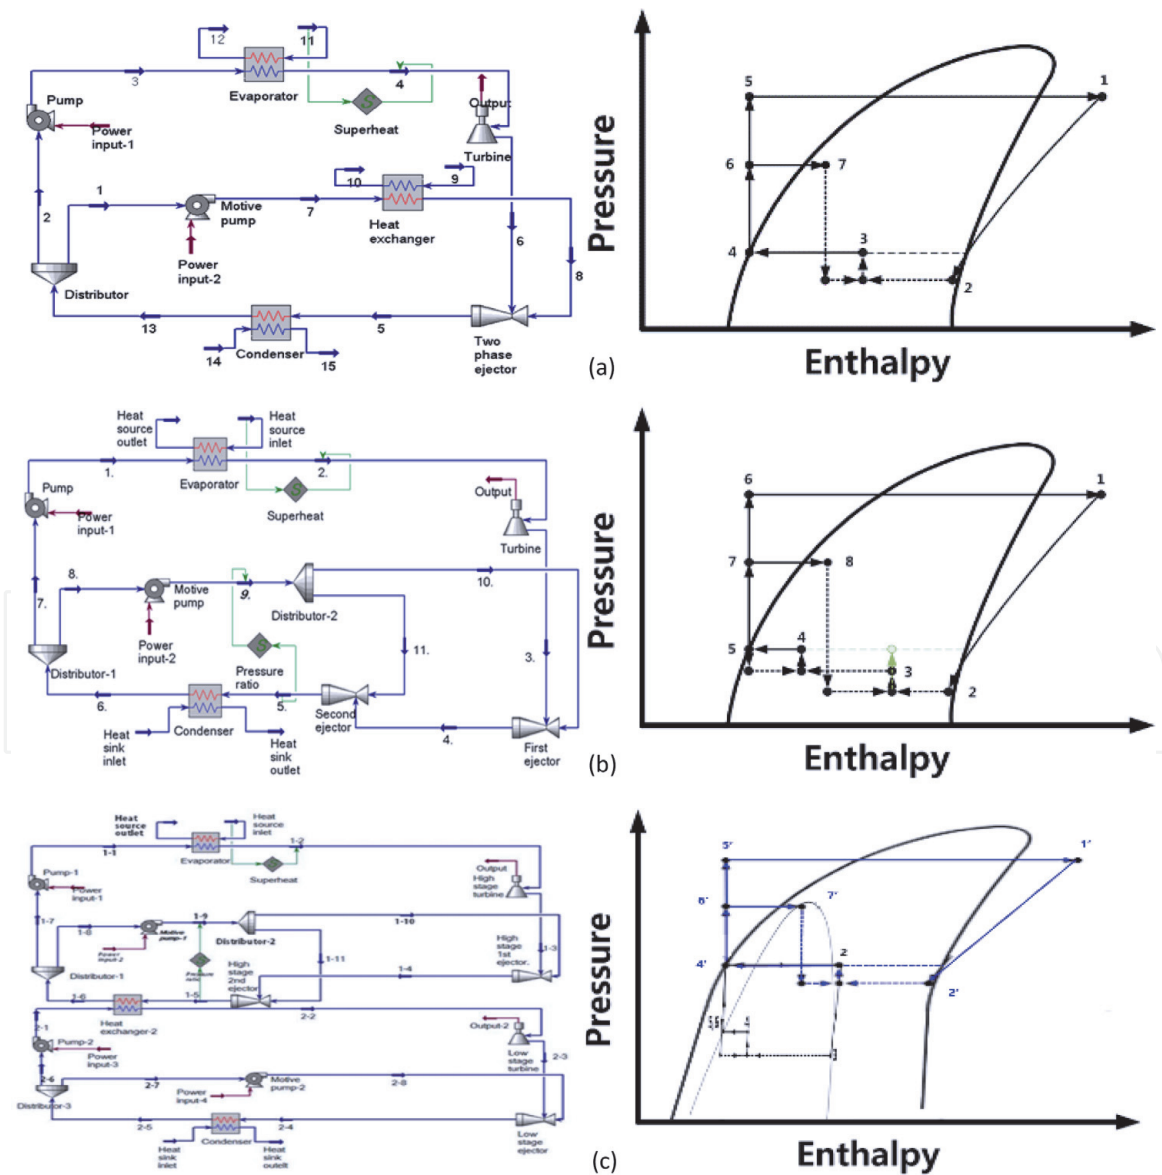 12
11
3
4
Evaporator
Superheat
Output
Turbine
Pump
Power
input-1
2
1
Motive
pump
7
10
9
Heat
exchanger
6
8
Power
input-2
Distributor
13
5
14
Condenser
15
Two
phase
ejector
(a)
Pressure
5
1
6
7
4
3
2
Enthalpy
Heat
source
outlet
Heat
source
inlet
1.
2.
Evaporator
Superheat
Output
Turbine
Pump
Power
input-1
7.
8.
Motive
pump
9.
Distributor-2
10.
Power
input-2
Pressure
ratio
11.
3.
Distributor-1
6.
5.
Second
ejector
4.
First
ejector
Heat
sink
inlet
Condenser
Heat
sink
outlet
(b)
Pressure
6
1
7
8
5
4
3
2
Enthalpy
Heat
source
outlet
Heat
source
inlet
1-1
1-2
Evaporator
Superheat
Output
High
stage
turbine
Pump-1
Power
input-1
1-7
1-8
Motive
pump-1
1-9
Distributor-2
1-10
Power
input-2
Pressure
ratio
1-11
High
stage
1st
ejector.
1-3
Distributor-1
1-6
1-5
High
stage
2nd
ejector
1-4
Heat
exchanger-2
2-1
2-2
Output-2
Low
stage
turbine
Pump-2
Power
input-3
2-3
2-6
2-7
Motive
pump-2
2-8
Power
input-4
Distributor-3
2-5
2-4
Condenser
Low
stage
ejector
Heat
sink
inlet
Heat
sink
outelt
(c)
Pressure
5'
1'
7'
4'
2
2'
Enthalpy